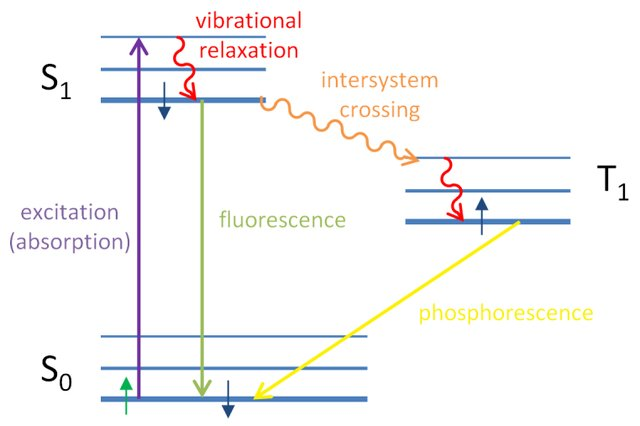 vibrational
relaxation
S1
intersystem
crossing
T1
excitation
(absorption)
fluorescence
phosphorescence
S0